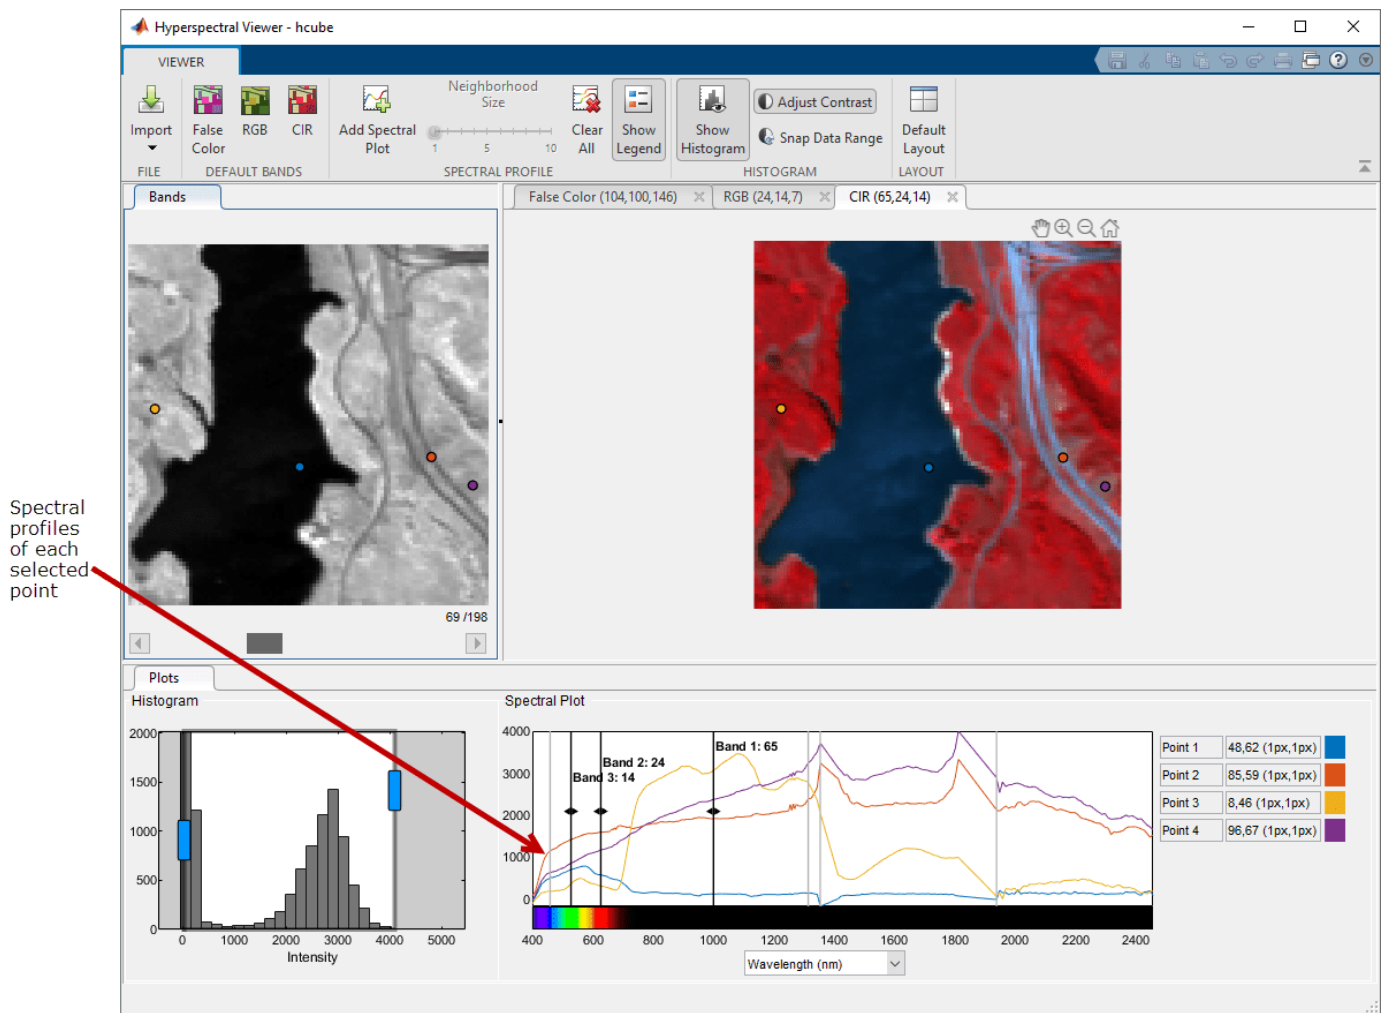 Hyperspectral Viewer - hcube
VIEWER
Import
False
Color
RGB
CIR
Add Spectral
Plot
Neighborhood
Size
1 5 10
Clear
All
Show
Legend
Show
Histogram
Adjust Contrast
Snap Data Range
Default
Layout
FILE
DEFAULT BANDS
SPECTRAL PROFILE
HISTOGRAM
LAYOUT
Bands
False Color (104,100,146)
RGB (24,14,7)
CIR (65,24,14)
Spectral
profiles
of each
selected
point
69 /198
Plots
Histogram
2000
1500
1000
500
0
0 1000 2000 3000 4000 5000
Intensity
Spectral Plot
4000
3000
2000
1000
0
Band 1: 65
Band 2: 24
Band 3: 14
400 600 800 1000 1200 1400 1600 1800 2000 2200 2400
Wavelength (nm)
Point 1 48,62 (1px,1px)
Point 2 85,59 (1px,1px)
Point 3 8,46 (1px,1px)
Point 4 96,67 (1px,1px)